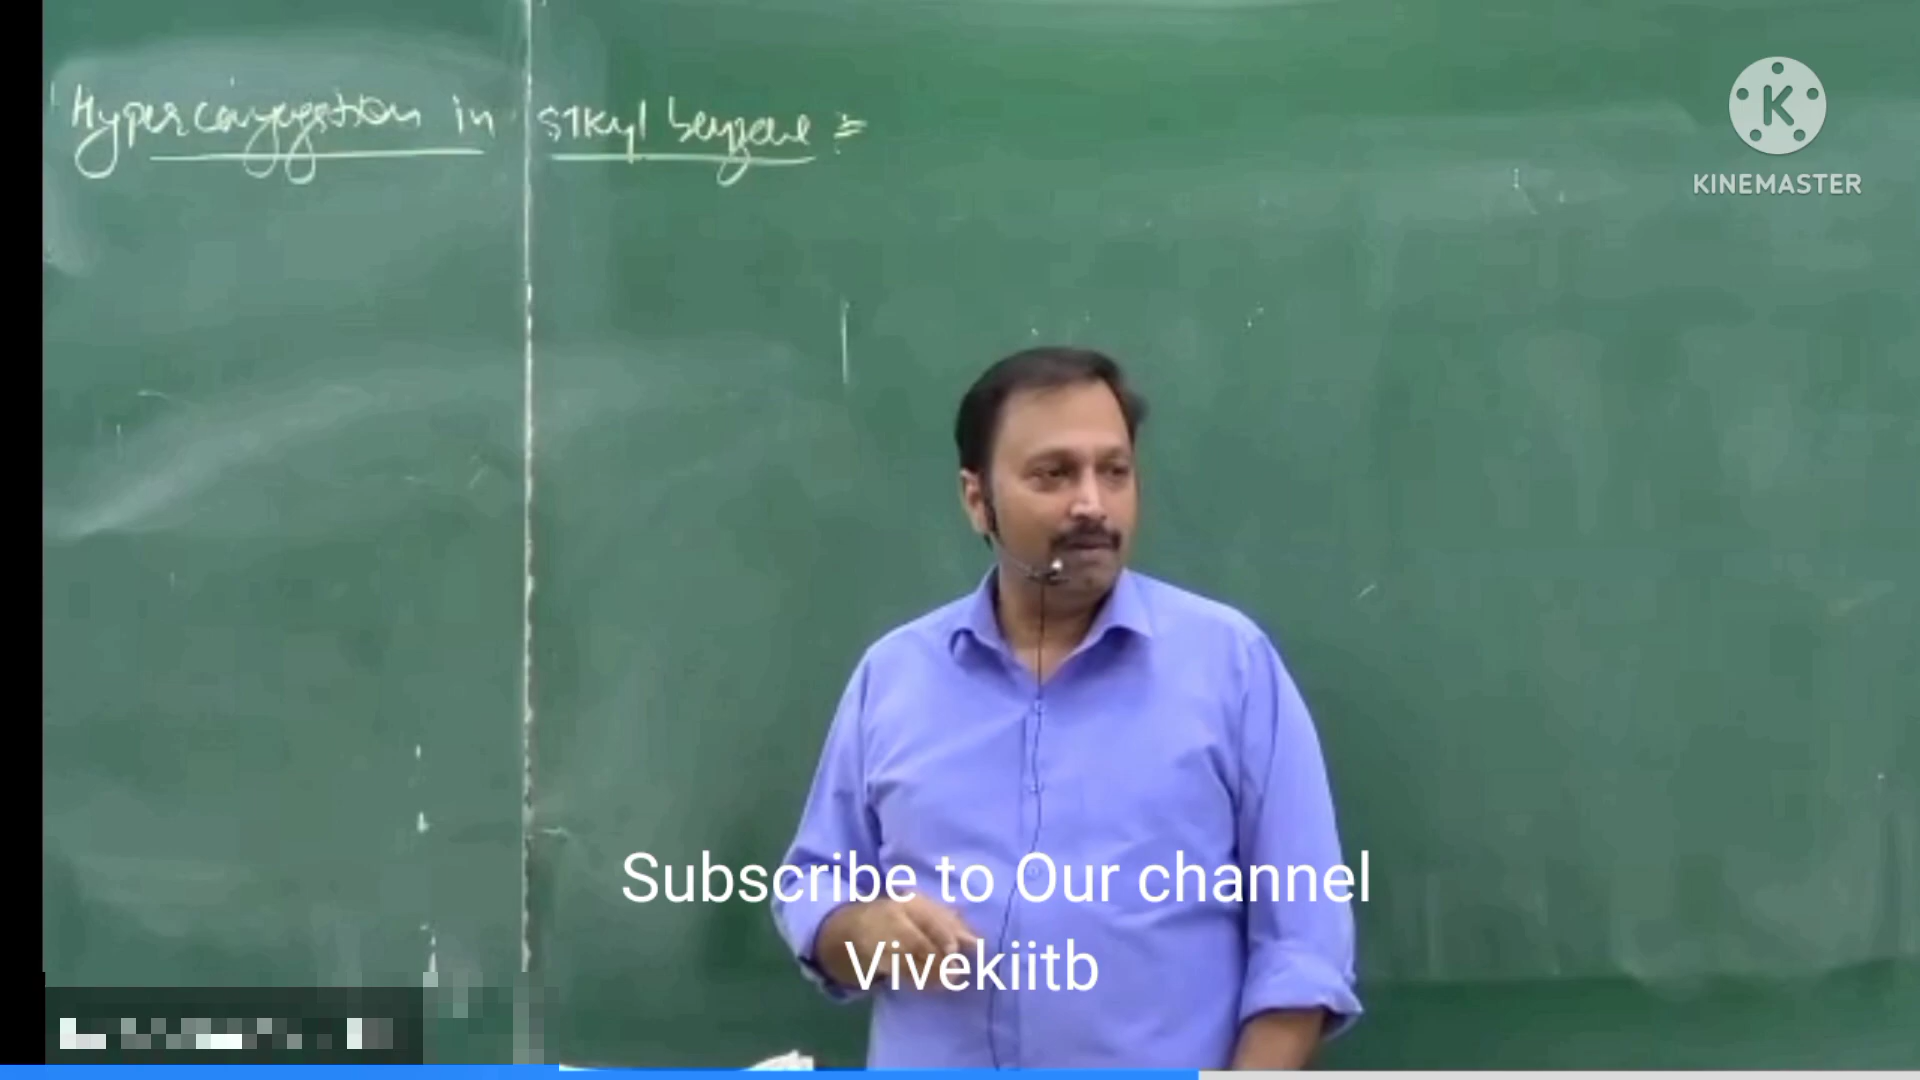 Hyperconjugation in alkyl benzene :=
KINEMASTER
Subscribe to Our channel
Vivekiitb